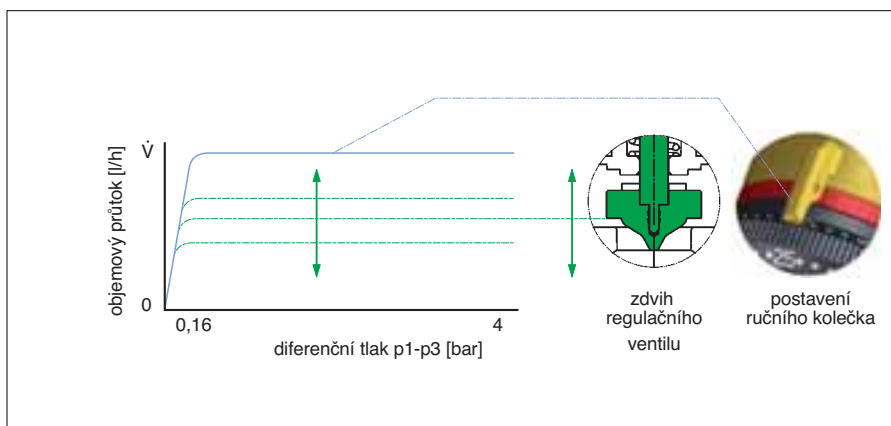 objemový průtok [l/h]
V̇
0
0,16
4
diferenční tlak p1-p3 [bar]
zdvih
regulačního
ventilu
postavení
ručního kolečka